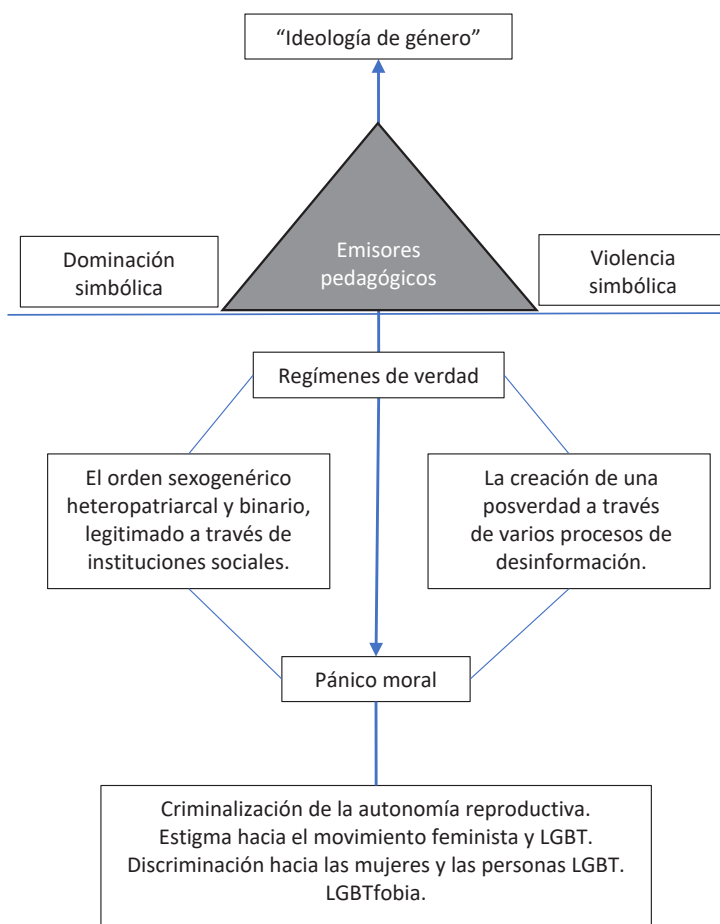 “Ideología de género”
Emisores
pedagógicos
Dominación
simbólica
Violencia
simbólica
Regímenes de verdad
El orden sexogenérico
heteropatriarcal y binario,
legitimado a través de
instituciones sociales.
La creación de una
posverdad a través
de varios procesos de
desinformación.
Pánico moral
Criminalización de la autonomía reproductiva.
Estigma hacia el movimiento feminista y LGBT.
Discriminación hacia las mujeres y las personas LGBT.
LGBTfobia.